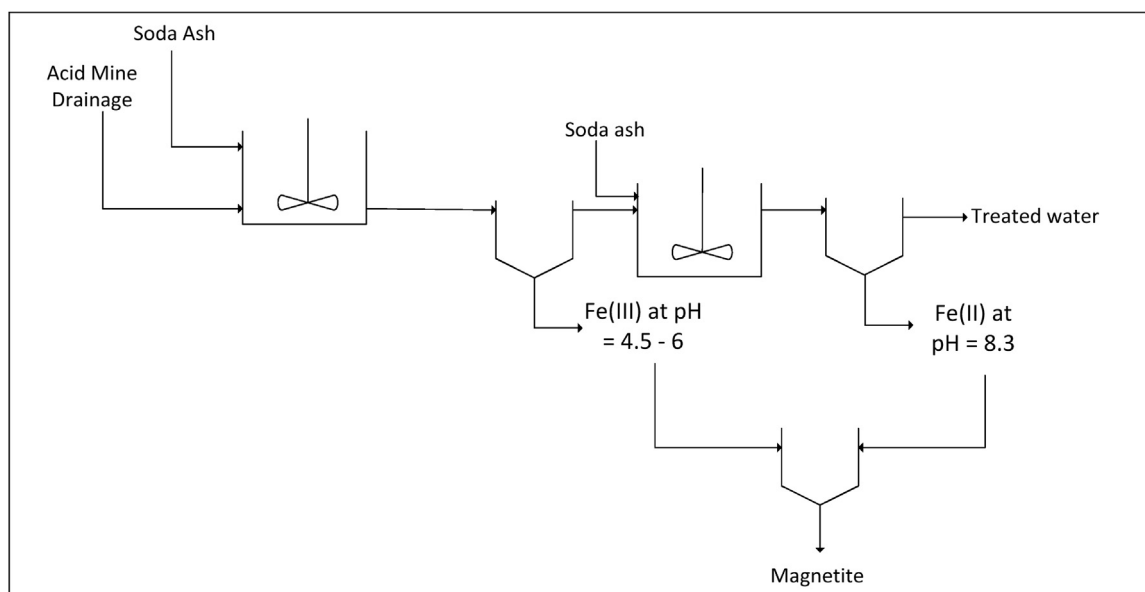 Soda Ash
Acid Mine
Drainage
Soda ash
Treated water
Fe(III) at pH
= 4.5 - 6
Fe(II) at
pH = 8.3
Magnetite